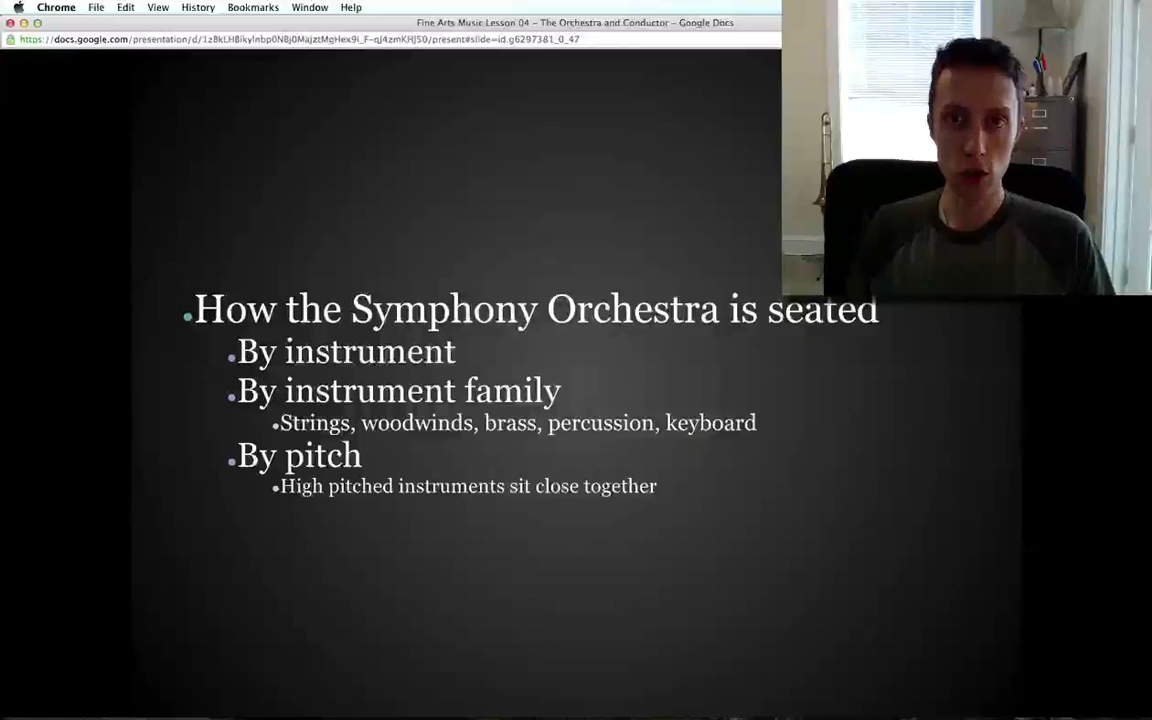 Chrome File Edit View History Bookmarks Window Help
Fine Arts Music Lesson 04 – The Orchestra and Conductor – Google Docs
How the Symphony Orchestra is seated
By instrument
By instrument family
Strings, woodwinds, brass, percussion, keyboard
By pitch
High pitched instruments sit close together